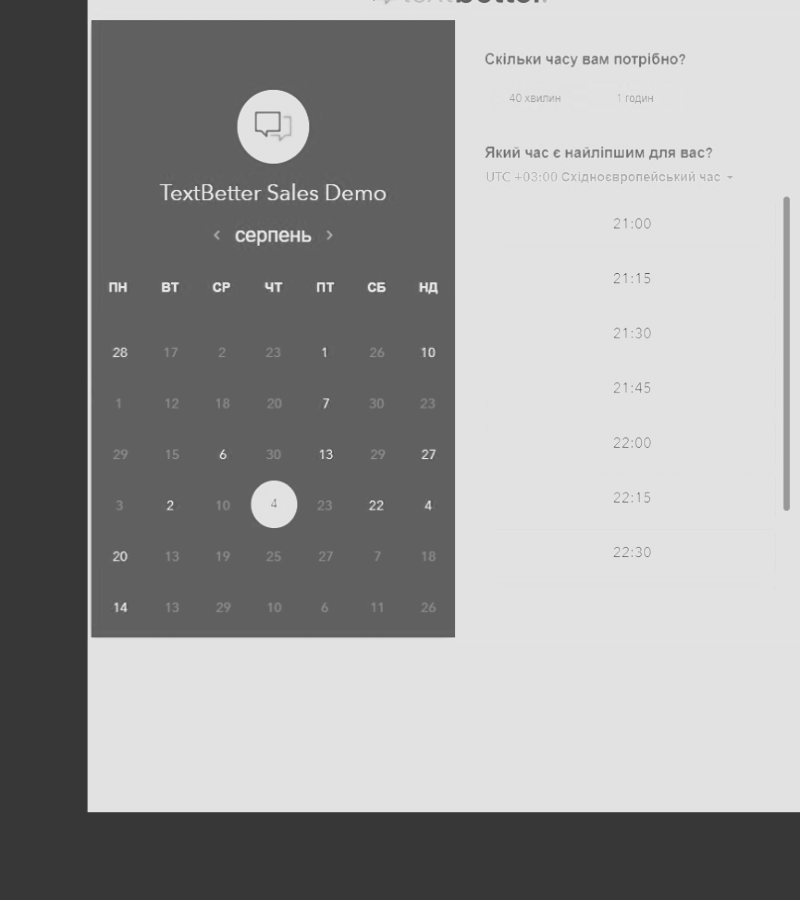 TextBetter Sales Demo
‹ серпень ›
ПН ВТ СР ЧТ ПТ СБ НД
28 17 2 23 1 26 10
1 12 18 20 7 30 23
29 15 6 30 13 29 27
3 2 10 4 23 22 4
20 13 19 25 27 7 18
14 13 29 10 6 11 26
Скільки часу вам потрібно?
40 хвилин 1 годин
Який час є найліпшим для вас?
UTC +03:00 Східноєвропейський час
21:00
21:15
21:30
21:45
22:00
22:15
22:30